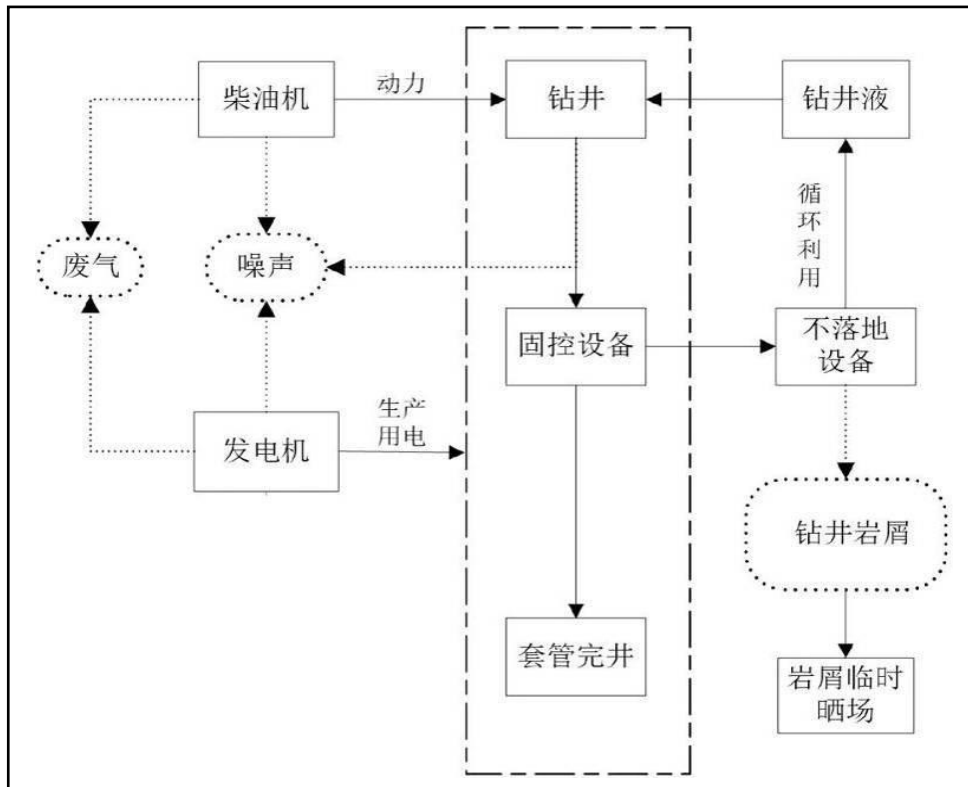 柴油机
动力
钻井
钻井液
循环利用
废气
噪声
固控设备
不落地
设备
生产
用电
发电机
钻井岩屑
套管完井
岩屑临时
晒场